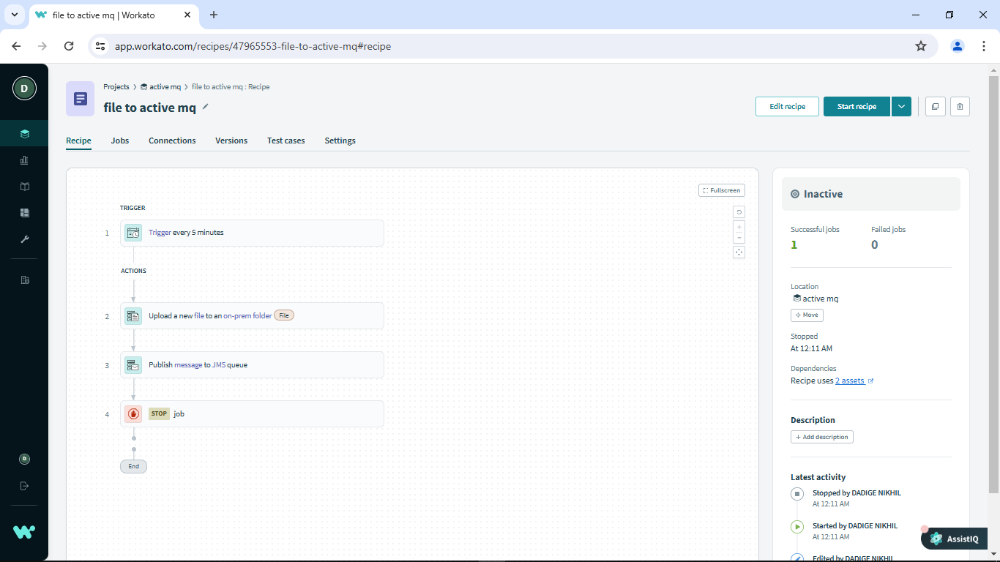 file to active mq | Workato
app.workato.com/recipes/47965553-file-to-active-mq#recipe
D
Projects > active mq > file to active mq : Recipe
file to active mq
Edit recipe
Start recipe
Recipe Jobs Connections Versions Test cases Settings
Fullscreen
TRIGGER
1 Trigger every 5 minutes
ACTIONS
2 Upload a new file to an on-prem folder File
3 Publish message to JMS queue
4 STOP job
End
Inactive
Successful jobs Failed jobs
1 0
Location
active mq
Move
Stopped
At 12:11 AM
Dependencies
Recipe uses 2 assets
Description
+ Add description
Latest activity
Stopped by DADIGE NIKHIL
At 12:11 AM
Started by DADIGE NIKHIL
At 12:11 AM
Edited by DADIGE NIKHIL
D
AssistIQ